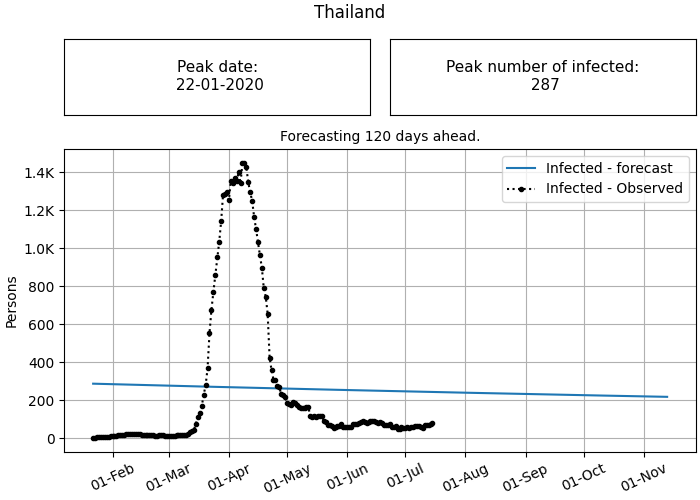 Thailand
Peak date:
22-01-2020
Peak number of infected:
287
Forecasting 120 days ahead.
Infected - forecast
Infected - Observed
Persons
1.4K
1.2K
1.0K
800
600
400
200
0
01-Feb
01-Mar
01-Apr
01-May
01-Jun
01-Jul
01-Aug
01-Sep
01-Oct
01-Nov